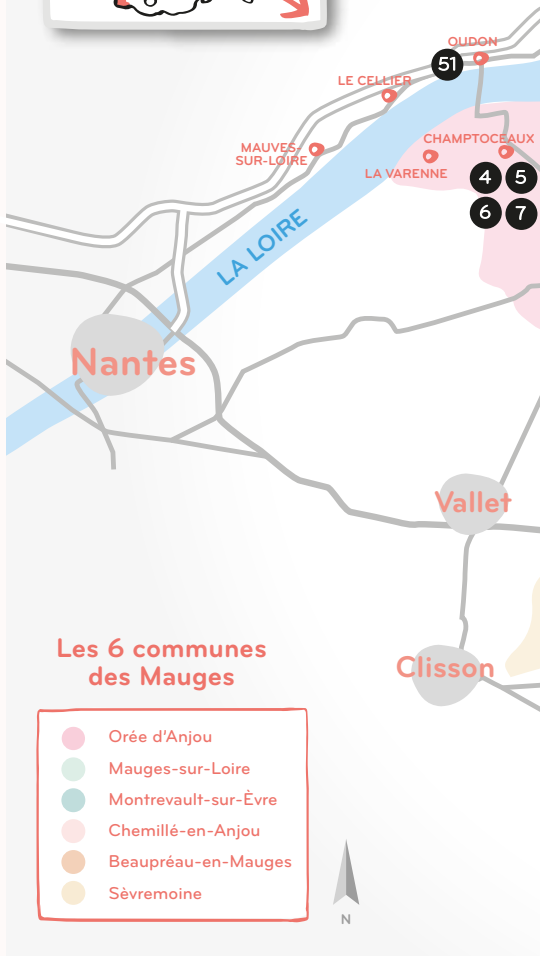 OUDON
51
LE CELLIER
CHAMPTOCEAUX
MAUVES-
SUR-LOIRE
LA VARENNE
4 5
6 7
LA LOIRE
Nantes
Vallet
Les 6 communes
des Mauges
Clisson
Orée d'Anjou
Mauges-sur-Loire
Montrevault-sur-Èvre
Chemillé-en-Anjou
Beaupréau-en-Mauges
Sèvremoine
N